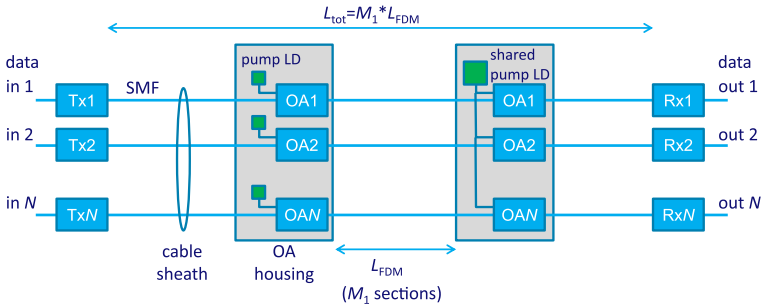 L_tot=M_1*L_FDM
data
in 1
Tx1
SMF
pump LD
OA1
shared
pump LD
OA1
Rx1
data
out 1
in 2
Tx2
OA2
OA2
Rx2
out 2
in N
TxN
OAN
OAN
RxN
out N
cable
sheath
OA
housing
L_FDM
(M_1 sections)